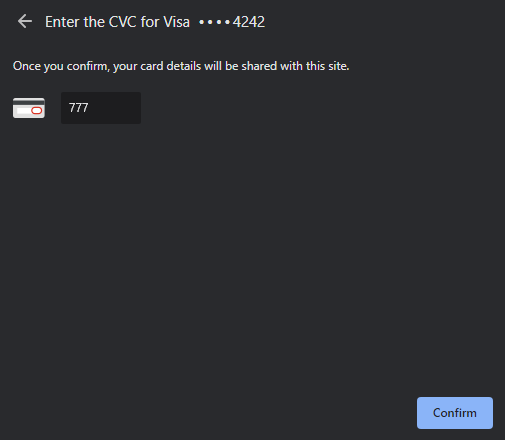 Enter the CVC for Visa ••••4242
Once you confirm, your card details will be shared with this site.
777
Confirm